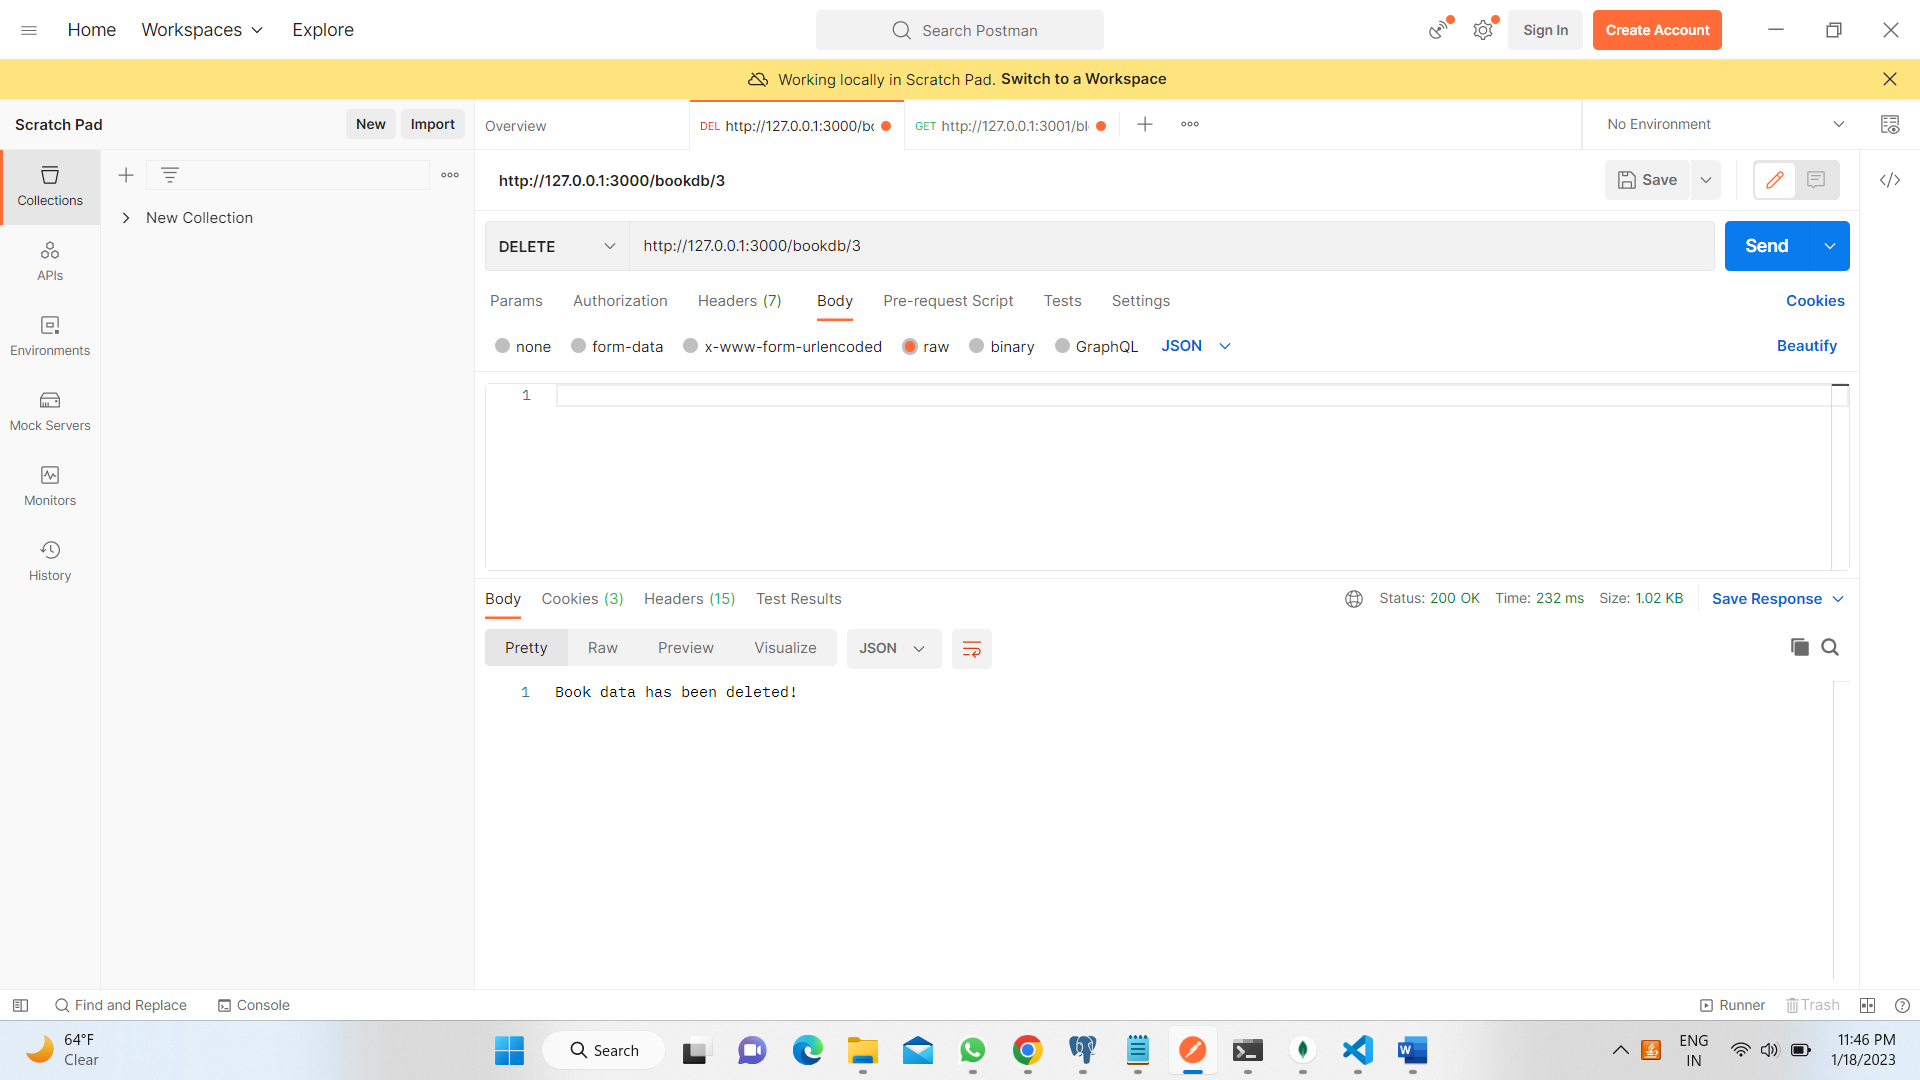 Home Workspaces Explore Search Postman Sign In Create Account
Working locally in Scratch Pad. Switch to a Workspace
Scratch Pad New Import Overview DEL http://127.0.0.1:3000/bo GET http://127.0.0.1:3001/bl No Environment
Collections
New Collection
APIs
Environments
Mock Servers
Monitors
History
http://127.0.0.1:3000/bookdb/3 Save
DELETE http://127.0.0.1:3000/bookdb/3 Send
Params Authorization Headers (7) Body Pre-request Script Tests Settings Cookies
none form-data x-www-form-urlencoded raw binary GraphQL JSON Beautify
1
Body Cookies (3) Headers (15) Test Results Status: 200 OK Time: 232 ms Size: 1.02 KB Save Response
Pretty Raw Preview Visualize JSON
1 Book data has been deleted!
Find and Replace Console Runner Trash
64°F
Clear
Search
ENG
IN
11:46 PM
1/18/2023